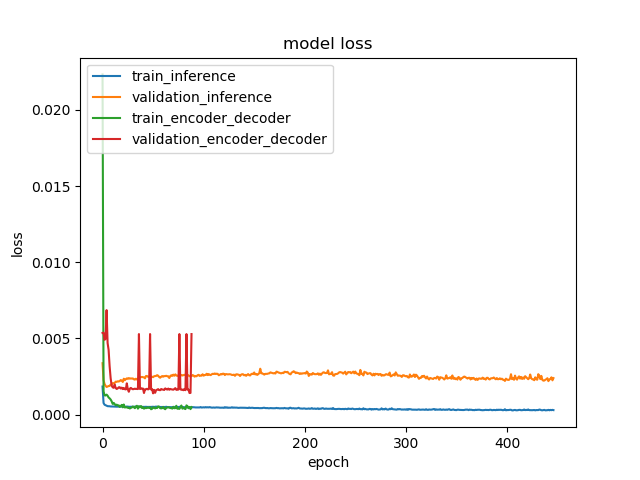 model loss
train_inference
validation_inference
train_encoder_decoder
validation_encoder_decoder
0.020
0.015
0.010
0.005
0.000
loss
0 100 200 300 400
epoch